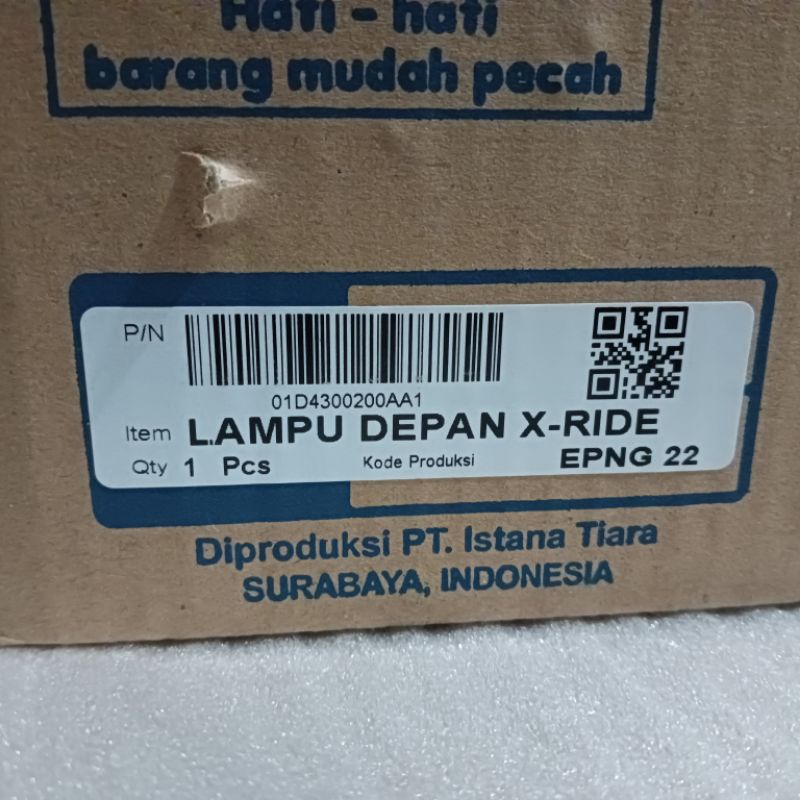 Hati - hati
barang mudah pecah
P/N
01D4300200AA1
Item LAMPU DEPAN X-RIDE
Qty 1 Pcs Kode Produksi EPNG 22
Diproduksi PT. Istana Tiara
SURABAYA, INDONESIA